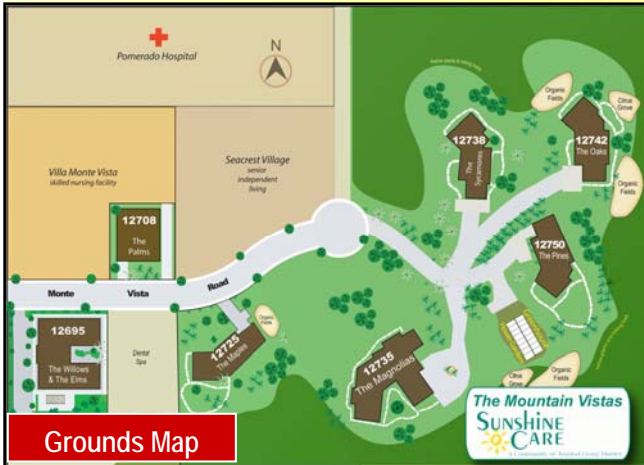 Pomerado Hospital
N
Villa Monte Vista
skilled nursing facility
Seacrest Village
senior
independent
living
12708
The
Palms
Monte Vista Road
12695
The Willows
& The Elms
Dental
Spa
12725
The Maples
Organic
Fields
12735
The Magnolias
12738
The
Sycamores
Organic
Fields
Citrus
Grove
12742
The Oaks
Organic
Fields
12750
The Pines
Citrus
Grove
Organic
Fields
Grounds Map
The Mountain Vistas
SUNSHINE
CARE